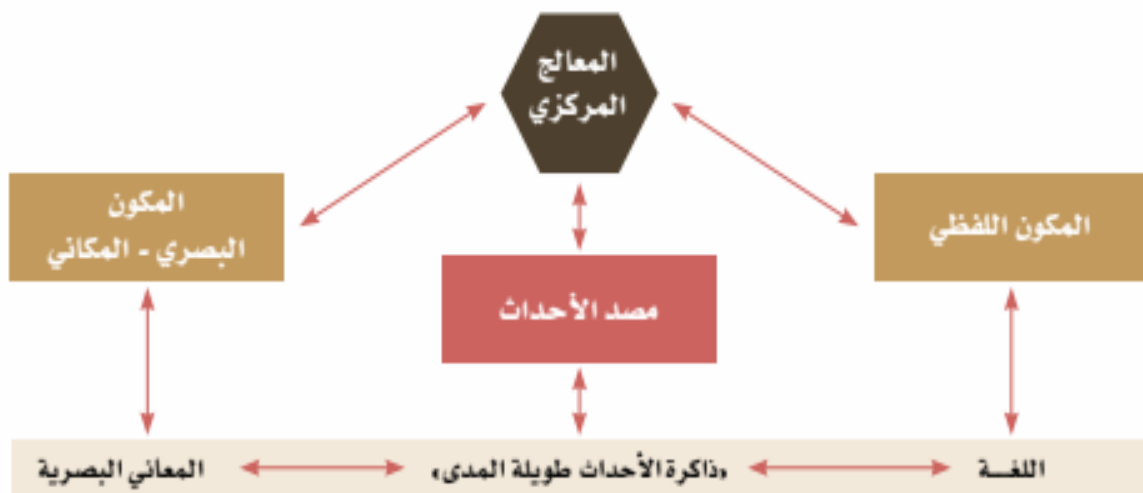 المعالج
المركزي
المكون اللفظي
المكون
البصري - المكاني
مصد الأحداث
اللغـــة
«ذاكرة الأحداث طويلة المدى»
المعاني البصرية